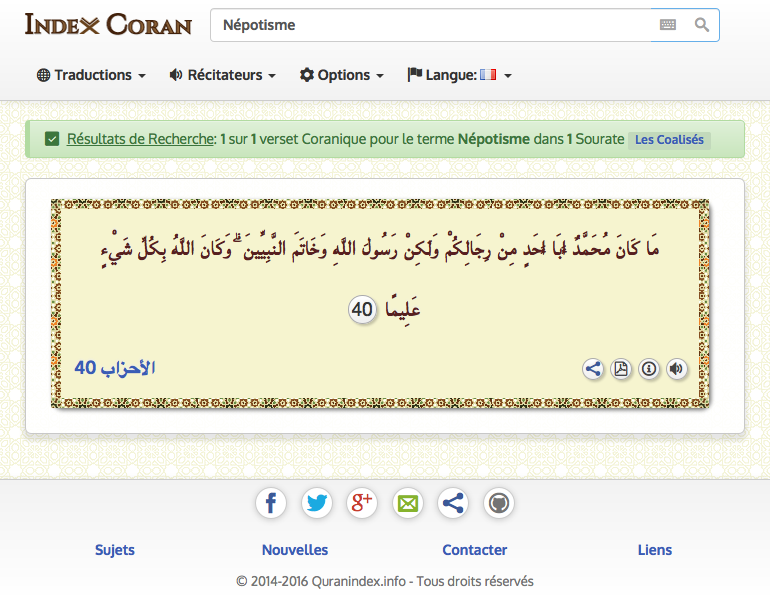 INDEX CORAN
Népotisme
Traductions
Récitateurs
Options
Langue:
Résultats de Recherche: 1 sur 1 verset Coranique pour le terme Népotisme dans 1 Sourate Les Coalisés
مَا كَانَ مُحَمَّدٌ أَبَا أَحَدٍ مِنْ رِجَالِكُمْ وَلَٰكِنْ رَسُولَ اللَّهِ وَخَاتَمَ النَّبِيِّينَ ۗ وَكَانَ اللَّهُ بِكُلِّ شَيْءٍ
عَلِيمًا 40
الأحزاب 40
Sujets
Nouvelles
Contacter
Liens
© 2014-2016 Quranindex.info - Tous droits réservés